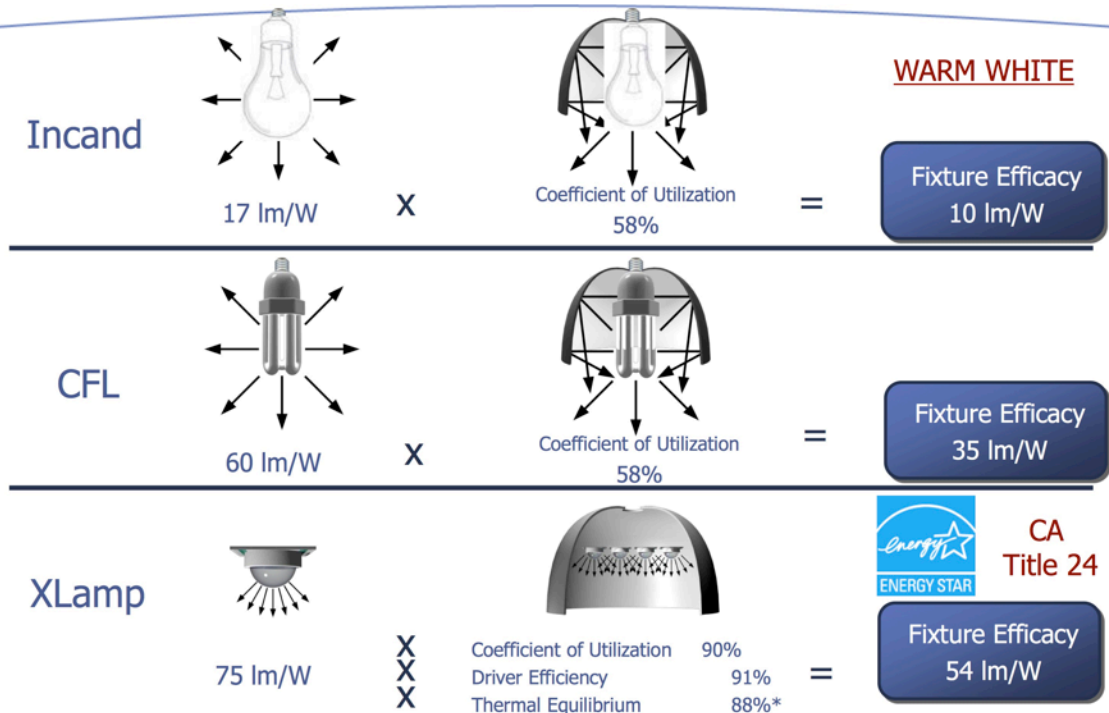 WARM WHITE
Incand
17 lm/W
X
Coefficient of Utilization
58%
=
Fixture Efficacy
10 lm/W
CFL
60 lm/W
X
Coefficient of Utilization
58%
=
Fixture Efficacy
35 lm/W
energy
ENERGY STAR
CA
Title 24
XLamp
75 lm/W
X
X
X
Coefficient of Utilization 90%
Driver Efficiency 91%
Thermal Equilibrium 88%*
=
Fixture Efficacy
54 lm/W